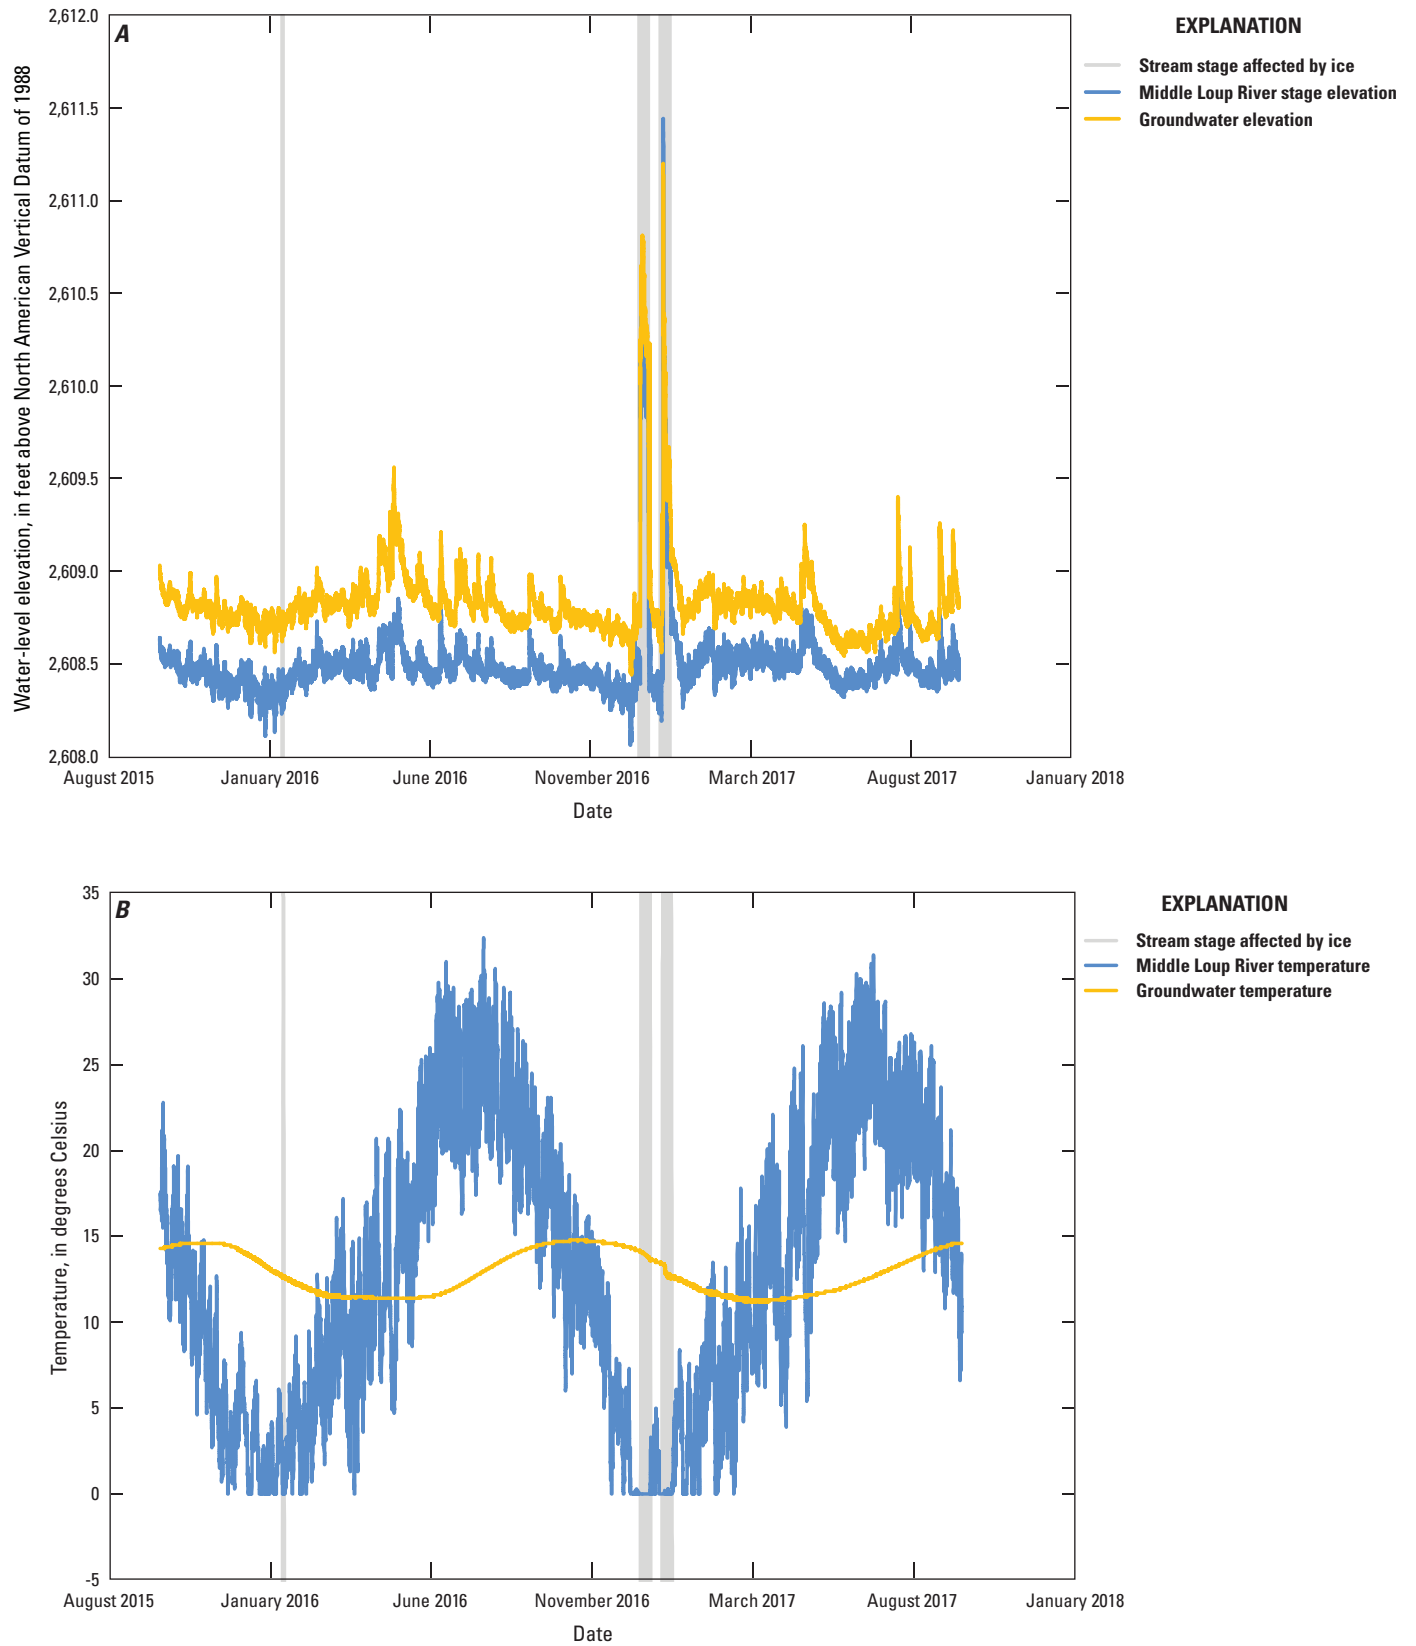 A
EXPLANATION
Stream stage affected by ice
Middle Loup River stage elevation
Groundwater elevation
Water-level elevation, in feet above North American Vertical Datum of 1988
2,612.0
2,611.5
2,611.0
2,610.5
2,610.0
2,609.5
2,609.0
2,608.5
2,608.0
August 2015 January 2016 June 2016 November 2016 March 2017 August 2017 January 2018
Date
B
EXPLANATION
Stream stage affected by ice
Middle Loup River temperature
Groundwater temperature
Temperature, in degrees Celsius
35
30
25
20
15
10
5
0
-5
August 2015 January 2016 June 2016 November 2016 March 2017 August 2017 January 2018
Date